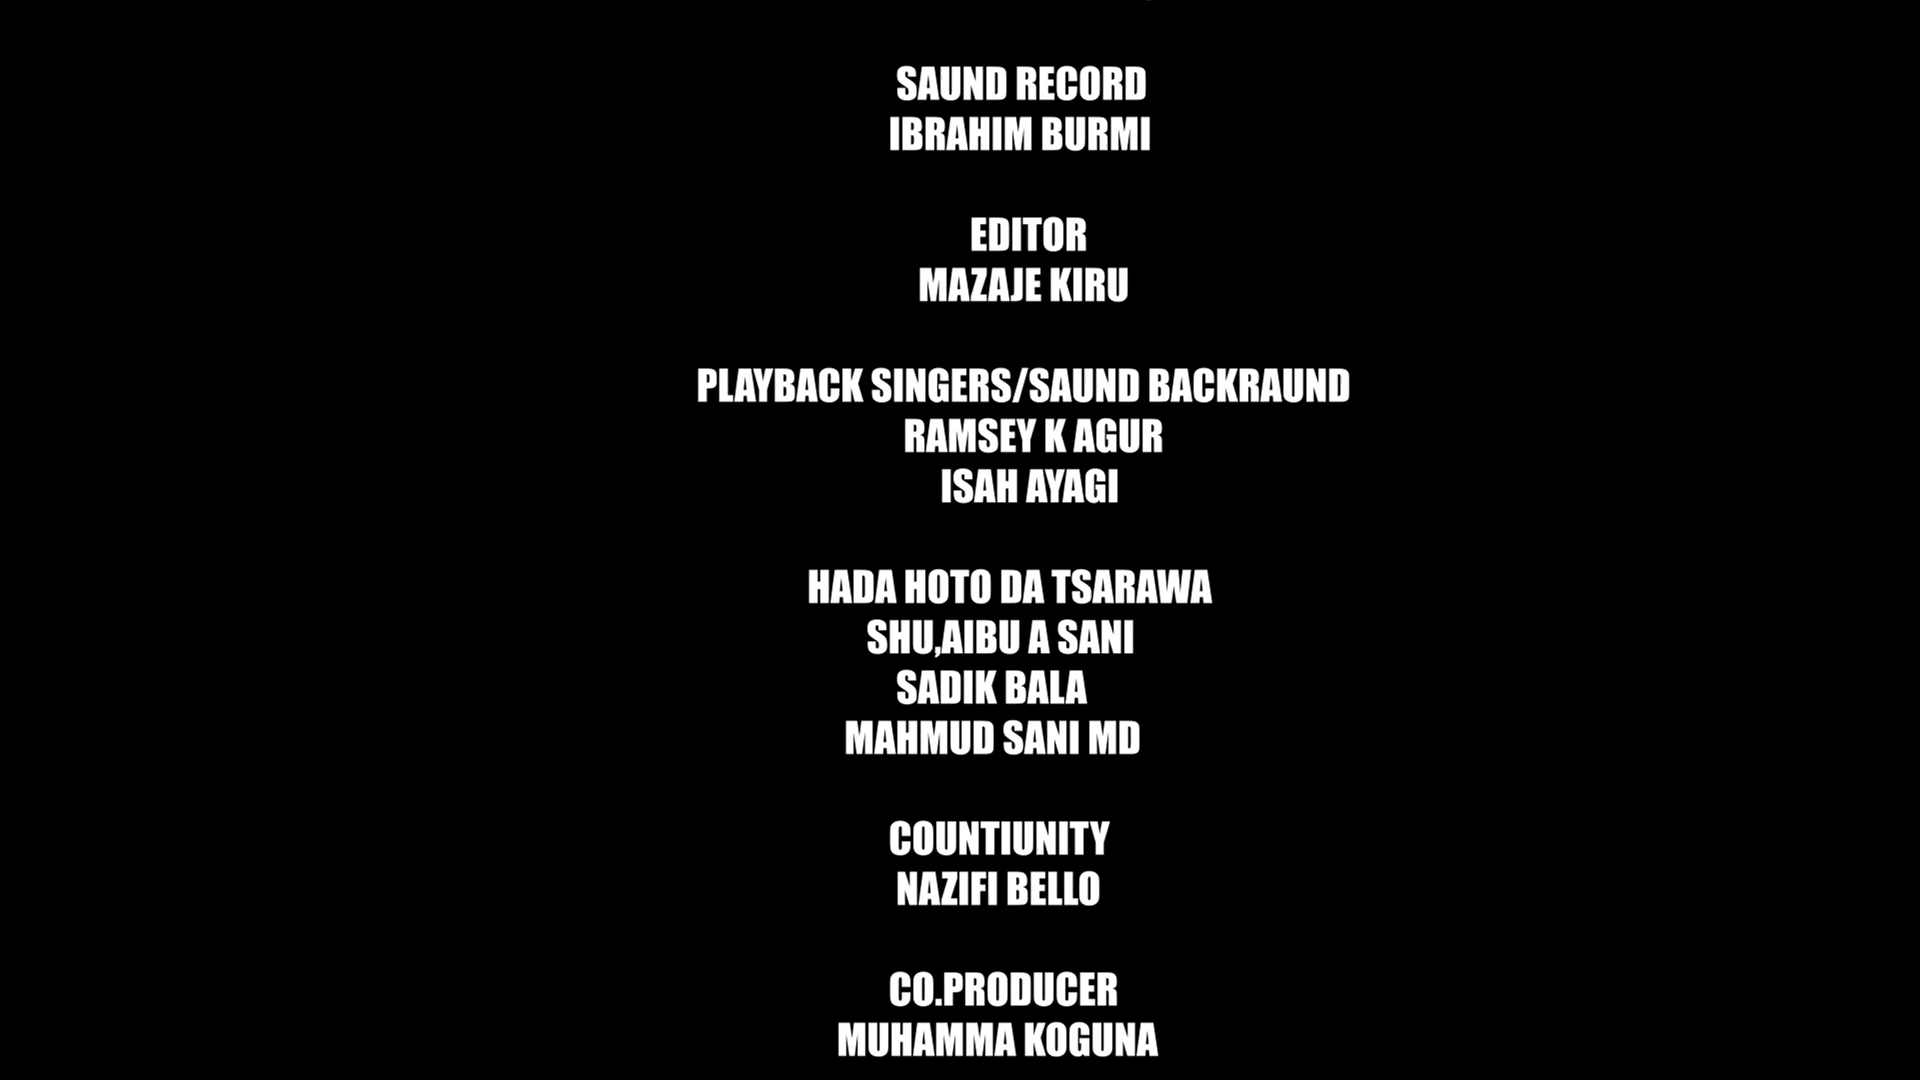 SAUND RECORD
IBRAHIM BURMI
EDITOR
MAZAJE KIRU
PLAYBACK SINGERS/SAUND BACKRAUND
RAMSEY K AGUR
ISAH AYAGI
HADA HOTO DA TSARAWA
SHU,AIBU A SANI
SADIK BALA
MAHMUD SANI MD
COUNTIUNITY
NAZIFI BELLO
CO.PRODUCER
MUHAMMA KOGUNA